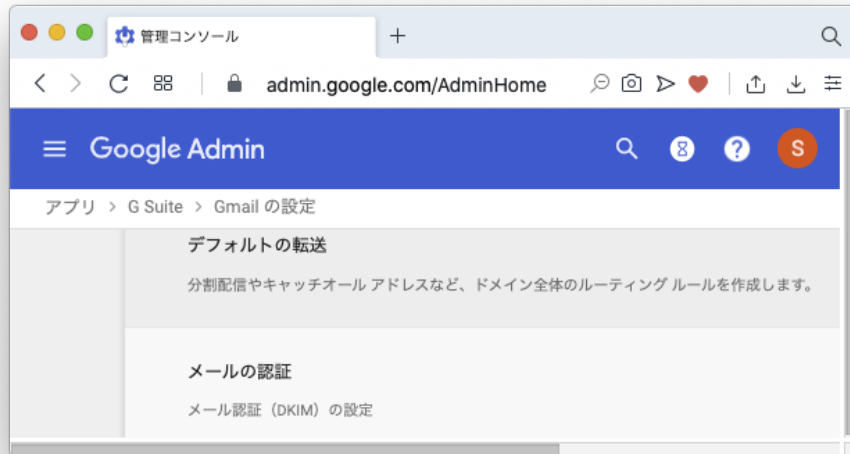 管理コンソール
admin.google.com/AdminHome
Google Admin
S
アプリ > G Suite > Gmail の設定
デフォルトの転送
分割配信やキャッチオール アドレスなど、ドメイン全体のルーティング ルールを作成します。
メールの認証
メール認証（DKIM）の設定